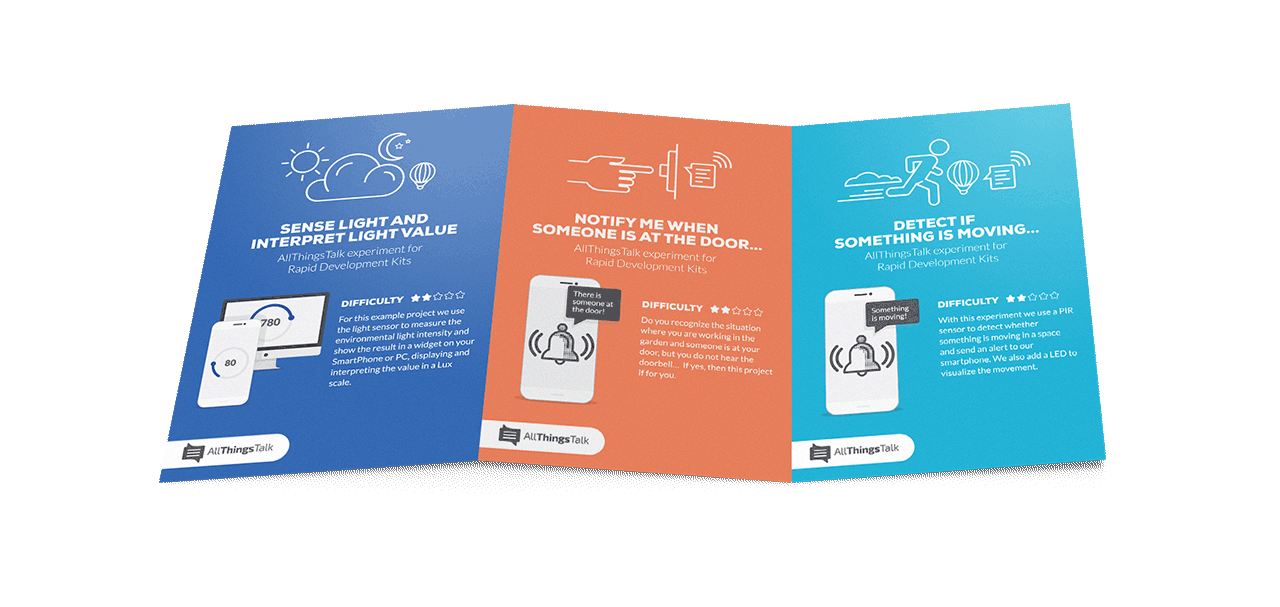 SENSE LIGHT AND
INTERPRET LIGHT VALUE
AllThingsTalk experiment for
Rapid Development Kits
780
80
DIFFICULTY
For this example project we use
the light sensor to measure the
environmental light intensity and
show the result in a widget on your
SmartPhone or PC, displaying and
interpreting the value in a Lux
scale.
AllThingsTalk
NOTIFY ME WHEN
SOMEONE IS AT THE DOOR...
AllThingsTalk experiment for
Rapid Development Kits
There is
someone at
the door!
DIFFICULTY
Do you recognize the situation
where you are working in the
garden and someone is at your
door, but you do not hear the
doorbell... If yes, then this project
if for you.
AllThingsTalk
DETECT IF
SOMETHING IS MOVING...
AllThingsTalk experiment for
Rapid Development Kits
Something
is moving!
DIFFICULTY
With this experiment we use a PIR
sensor to detect whether
something is moving in a space
and send an alert to our
smartphone. We also add a LED to
visualize the movement.
AllThingsTalk